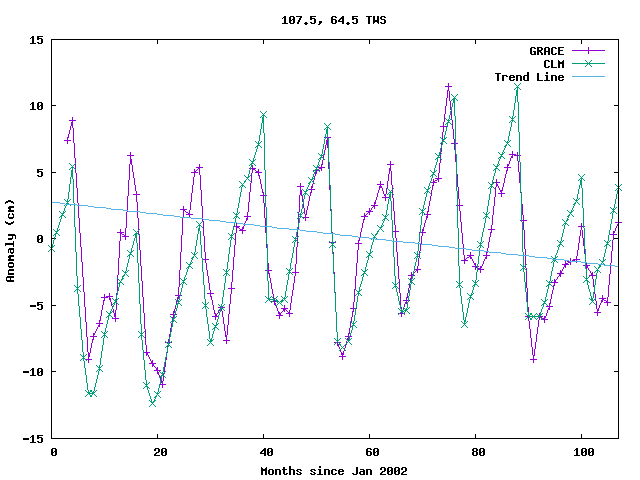 107.5, 64.5 TWS
15
GRACE
CLM
Trend Line
10
5
0
-5
-10
-15
Anomaly (cm)
0 20 40 60 80 100
Months since Jan 2002